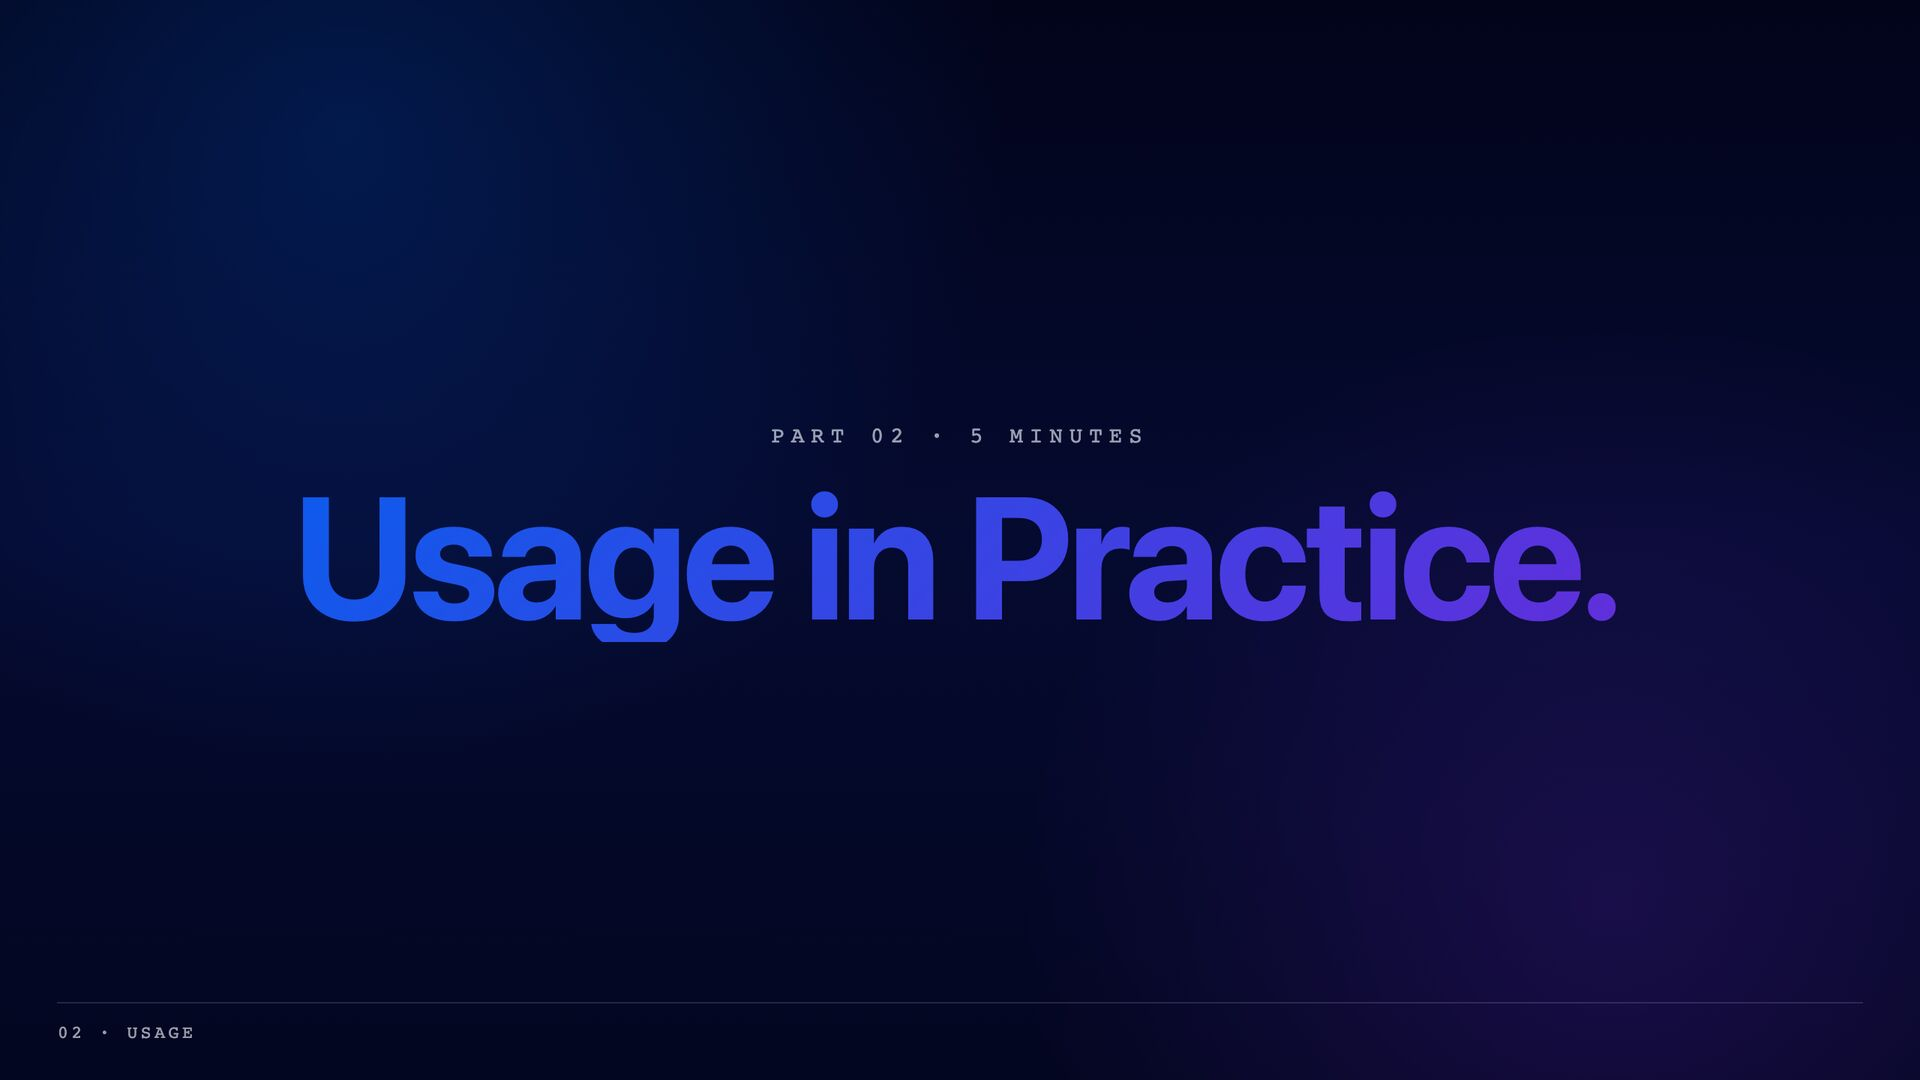 PART 02 · 5 MINUTES
Usage in Practice.
02 · USAGE